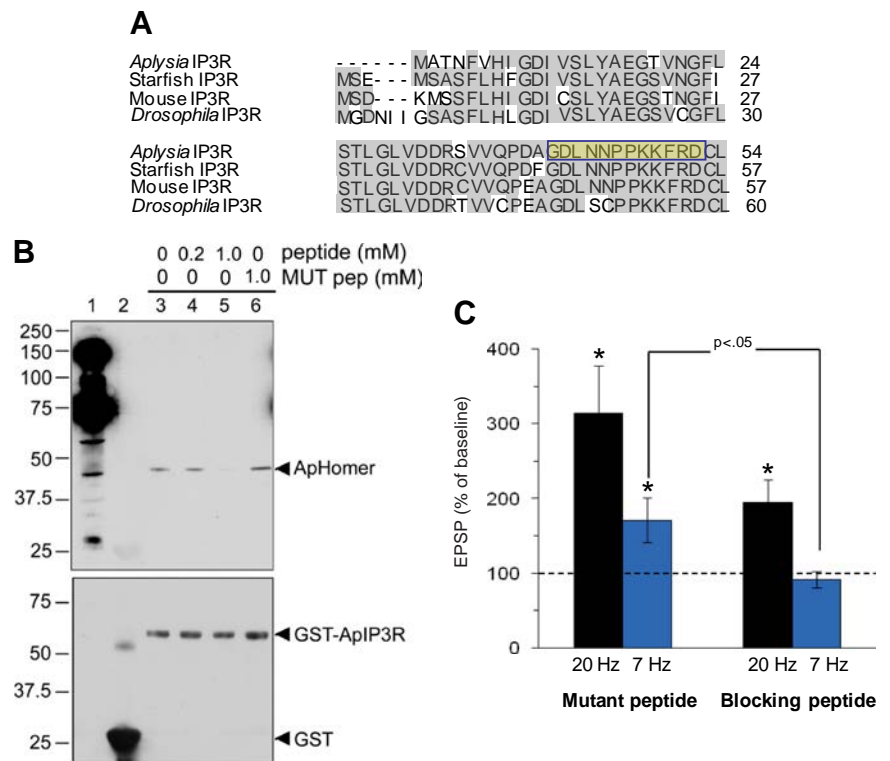 A
Aplysia IP3R - - - - - - MATNFVHIGDIVSLYAEGTVNGFL 24
Starfish IP3R MSE- - - MSASFLHFGDIVSLYAEGSVNGFI 27
Mouse IP3R MSD- - - KMSSFLHIGDICSLYAEGSTNGFI 27
Drosophila IP3R MGDNIIGSASFLHLGDIVSLYAEGSVCGFL 30
Aplysia IP3R STLGLVDDRSVVQPDAGDLNNPPKKFRDCL 54
Starfish IP3R STLGLVDDRCVVQPDFGDLNNPPKKFRDCL 57
Mouse IP3R STLGLVDDRCVVQPEAGDLNNPPKKFRDCL 57
Drosophila IP3R STLGLVDDRTVVCPEAGDLSCPPKKFRDCL 60
B
0 0.2 1.0 0 peptide (mM)
0 0 0 1.0 MUT pep (mM)
1 2 3 4 5 6
250
150
100
75
50
37.5
25
ApHomer
75
50
37.5
25
GST-ApIP3R
GST
C
EPSP (% of baseline)
400
300
200
100
0
* * *
p<.05
20 Hz 7 Hz 20 Hz 7 Hz
Mutant peptide Blocking peptide